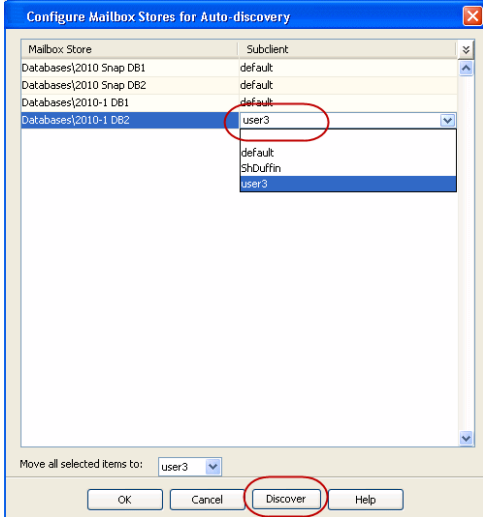 Configure Mailbox Stores for Auto-discovery
Mailbox Store Subclient
Databases\2010 Snap DB1 default
Databases\2010 Snap DB2 default
Databases\2010-1 DB1 default
Databases\2010-1 DB2 user3
default
ShDuffin
user3
Move all selected items to: user3
OK Cancel Discover Help